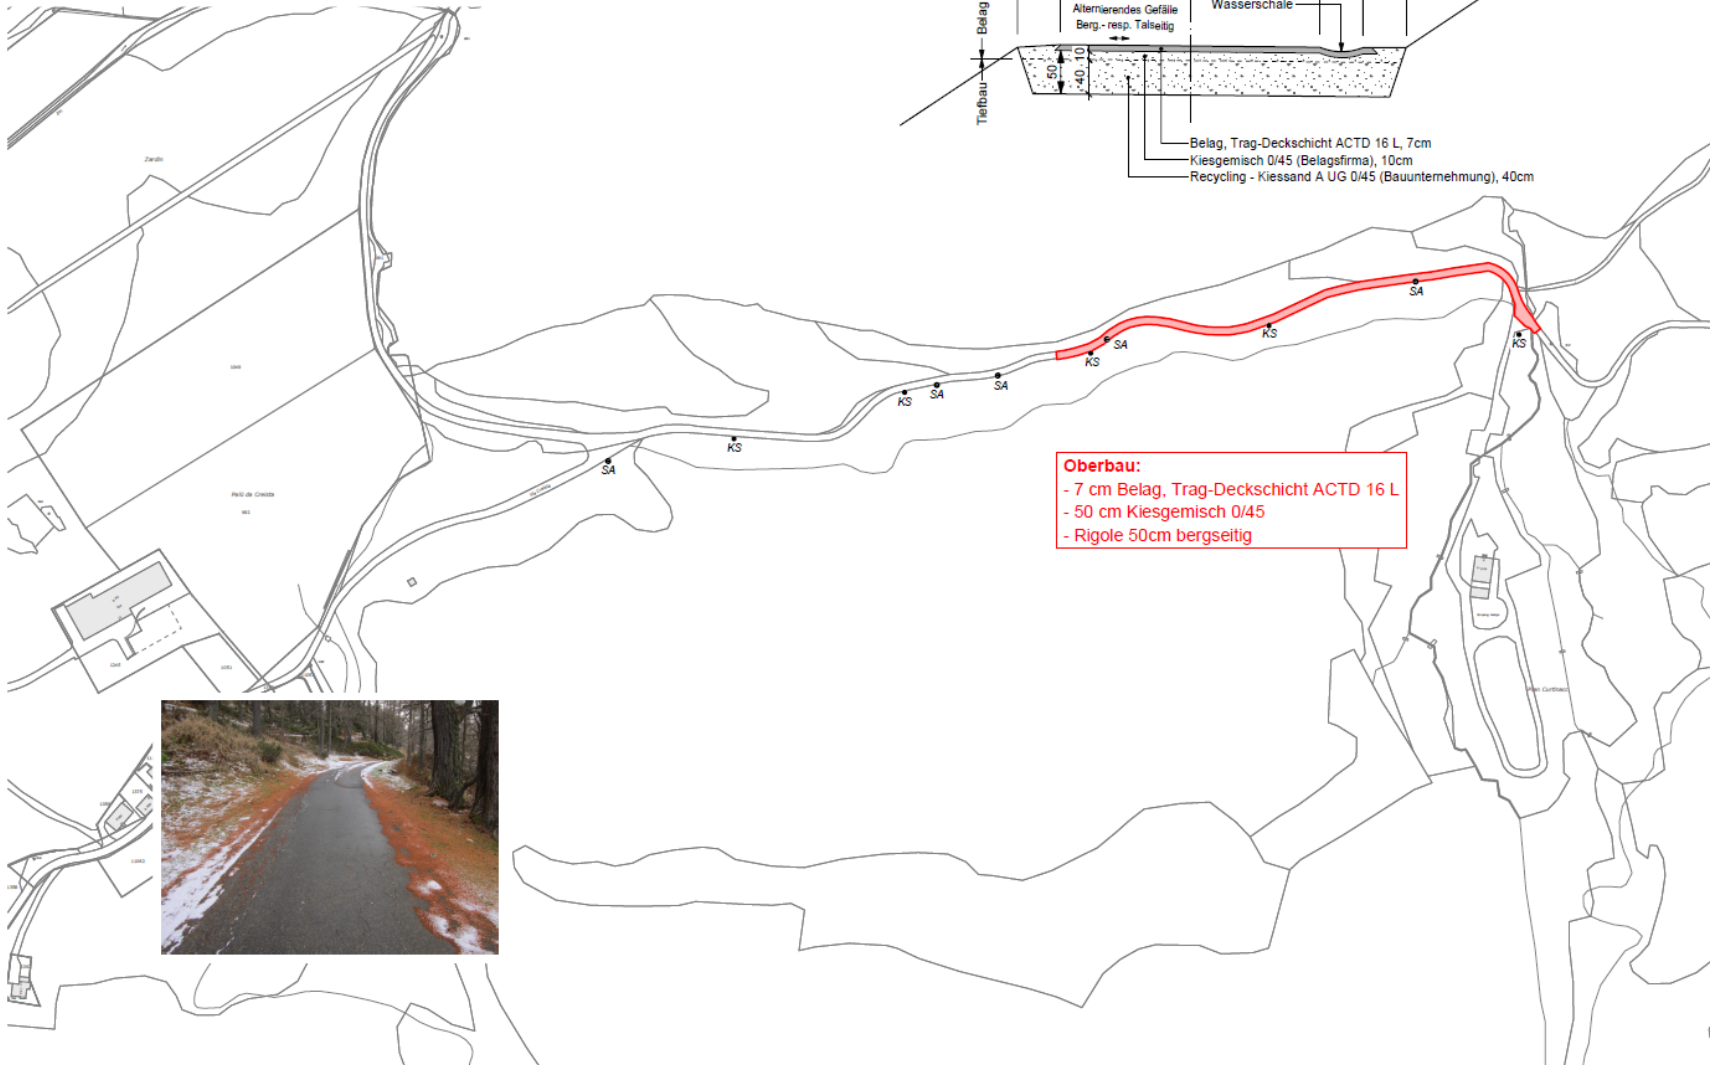 Belag
Tiefbau
Alternierendes Gefälle
Berg.- resp. Talseitig
Wasserschale
10
50
40
Belag, Trag-Deckschicht ACTD 16 L, 7cm
Kiesgemisch 0/45 (Belagsfirma), 10cm
Recycling - Kiessand A UG 0/45 (Bauunternehmung), 40cm
Zardin
SA
KS
SA
KS
KS
SA
SA
KS
KS
SA
Oberbau:
- 7 cm Belag, Trag-Deckschicht ACTD 16 L
- 50 cm Kiesgemisch 0/45
- Rigole 50cm bergseitig